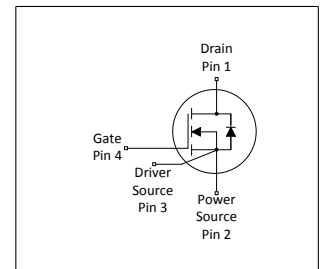 Drain
Pin 1
Gate
Pin 4
Driver
Source
Pin 3
Power
Source
Pin 2